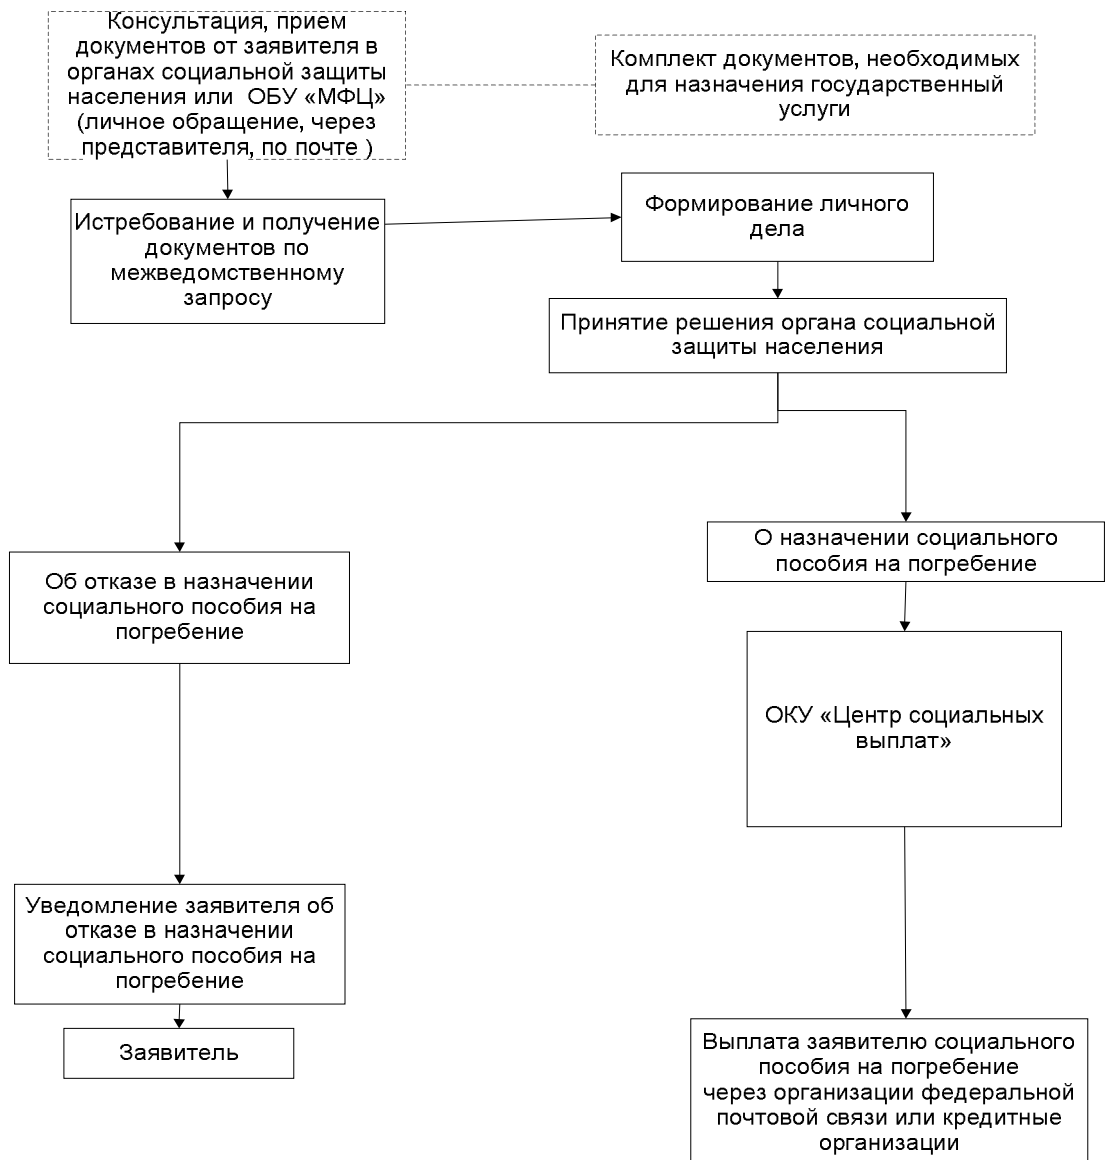 Консультация, прием
документов от заявителя в
органах социальной защиты
населения или  ОБУ «МФЦ»
(личное обращение, через
представителя, по почте )
Комплект документов, необходимых
для назначения государственный
услуги
Истребование и получение
документов по
межведомственному
запросу
Формирование личного
дела
Принятие решения органа социальной
защиты населения
О назначении социального
пособия на погребение
Об отказе в назначении
социального пособия на
погребение
ОКУ «Центр социальных
выплат»
Уведомление заявителя об
отказе в назначении
социального пособия на
погребение
Заявитель
Выплата заявителю социального
пособия на погребение
через организации федеральной
почтовой связи или кредитные
организации